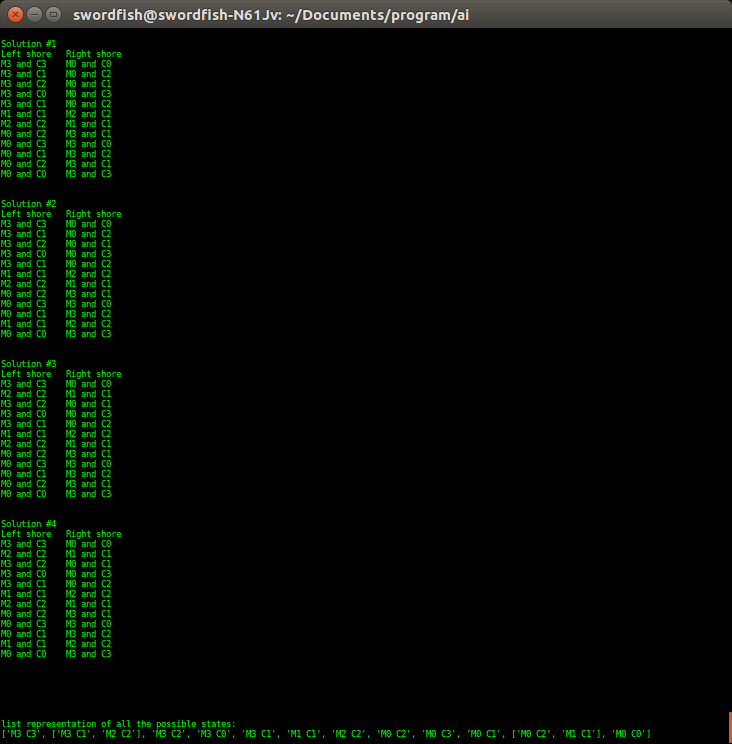 swordfish@swordfish-N61Jv: ~/Documents/program/ai
Solution #1
Left shore Right shore
M3 and C3 M0 and C0
M3 and C1 M0 and C2
M3 and C2 M0 and C1
M3 and C0 M0 and C3
M3 and C1 M0 and C2
M1 and C1 M2 and C2
M2 and C2 M1 and C1
M0 and C2 M3 and C1
M0 and C3 M3 and C0
M0 and C1 M3 and C2
M0 and C2 M3 and C1
M0 and C0 M3 and C3
Solution #2
Left shore Right shore
M3 and C3 M0 and C0
M3 and C1 M0 and C2
M3 and C2 M0 and C1
M3 and C0 M0 and C3
M3 and C1 M0 and C2
M1 and C1 M2 and C2
M2 and C2 M1 and C1
M0 and C2 M3 and C1
M0 and C3 M3 and C0
M0 and C1 M3 and C2
M1 and C1 M2 and C2
M0 and C0 M3 and C3
Solution #3
Left shore Right shore
M3 and C3 M0 and C0
M2 and C2 M1 and C1
M3 and C2 M0 and C1
M3 and C0 M0 and C3
M3 and C1 M0 and C2
M1 and C1 M2 and C2
M2 and C2 M1 and C1
M0 and C2 M3 and C1
M0 and C3 M3 and C0
M0 and C1 M3 and C2
M0 and C2 M3 and C1
M0 and C0 M3 and C3
Solution #4
Left shore Right shore
M3 and C3 M0 and C0
M2 and C2 M1 and C1
M3 and C2 M0 and C1
M3 and C0 M0 and C3
M3 and C1 M0 and C2
M1 and C1 M2 and C2
M2 and C2 M1 and C1
M0 and C2 M3 and C1
M0 and C3 M3 and C0
M0 and C1 M3 and C2
M1 and C1 M2 and C2
M0 and C0 M3 and C3
list representation of all the possible states:
['M3 C3', ['M3 C1', 'M2 C2'], 'M3 C2', 'M3 C0', 'M3 C1', 'M1 C1', 'M2 C2', 'M0 C2', 'M0 C3', 'M0 C1', ['M0 C2', 'M1 C1'], 'M0 C0']